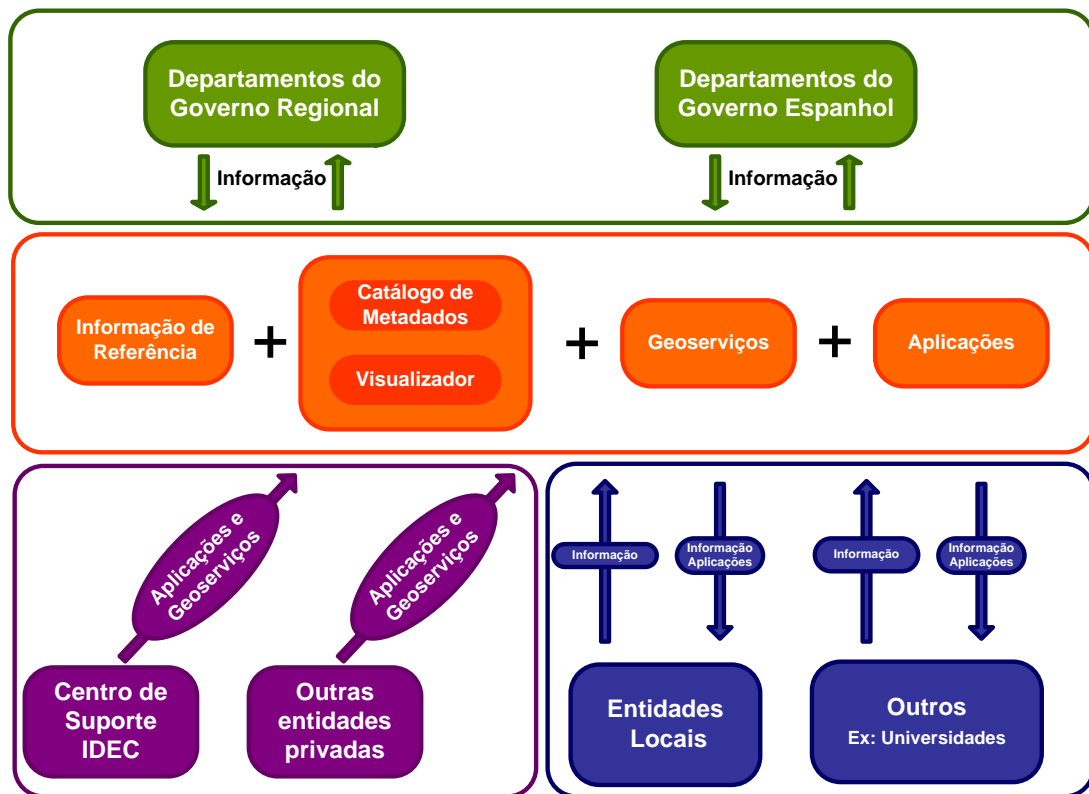 Departamentos do
Governo Regional
Departamentos do
Governo Espanhol
Informação
Informação
Informação de
Referência
+
Catálogo de
Metadados
Visualizador
+
Geoserviços
+
Aplicações
Aplicações e
Geoserviços
Aplicações e
Geoserviços
Informação
Informação
Aplicações
Informação
Informação
Aplicações
Centro de
Suporte
IDEC
Outras
entidades
privadas
Entidades
Locais
Outros
Ex: Universidades